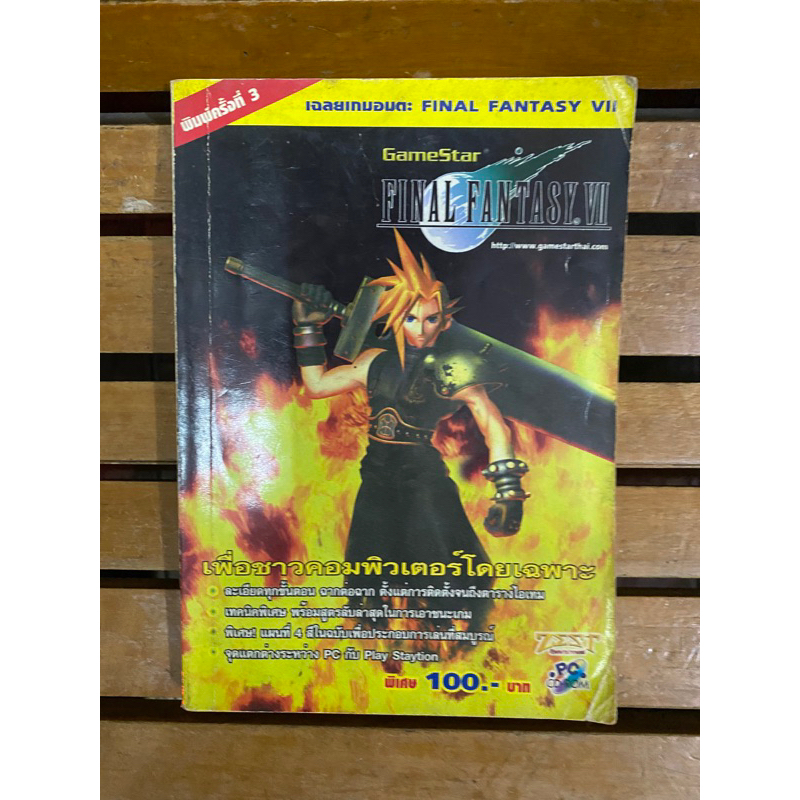 พิมพ์ครั้งที่ 3
เฉลยเกมอมตะ FINAL FANTASY VII
GameStar
FINAL FANTASY VII
http://www.gamestarthai.com
เพื่อชาวคอมพิวเตอร์โดยเฉพาะ
ละเอียดทุกขั้นตอน ฉากต่อฉาก ตั้งแต่การติดตั้งจนถึงตารางไอเทม
เทคนิคพิเศษ พร้อมสูตรลับล่าสุดในการเอาชนะเกม
พิเศษ! แผนที่ 4 สีในฉบับเพื่อประกอบการเล่นที่สมบูรณ์
จุดแตกต่างระหว่าง PC กับ Play Staytion
ZEST
พิเศษ 100.- บาท
PC
CD-ROM